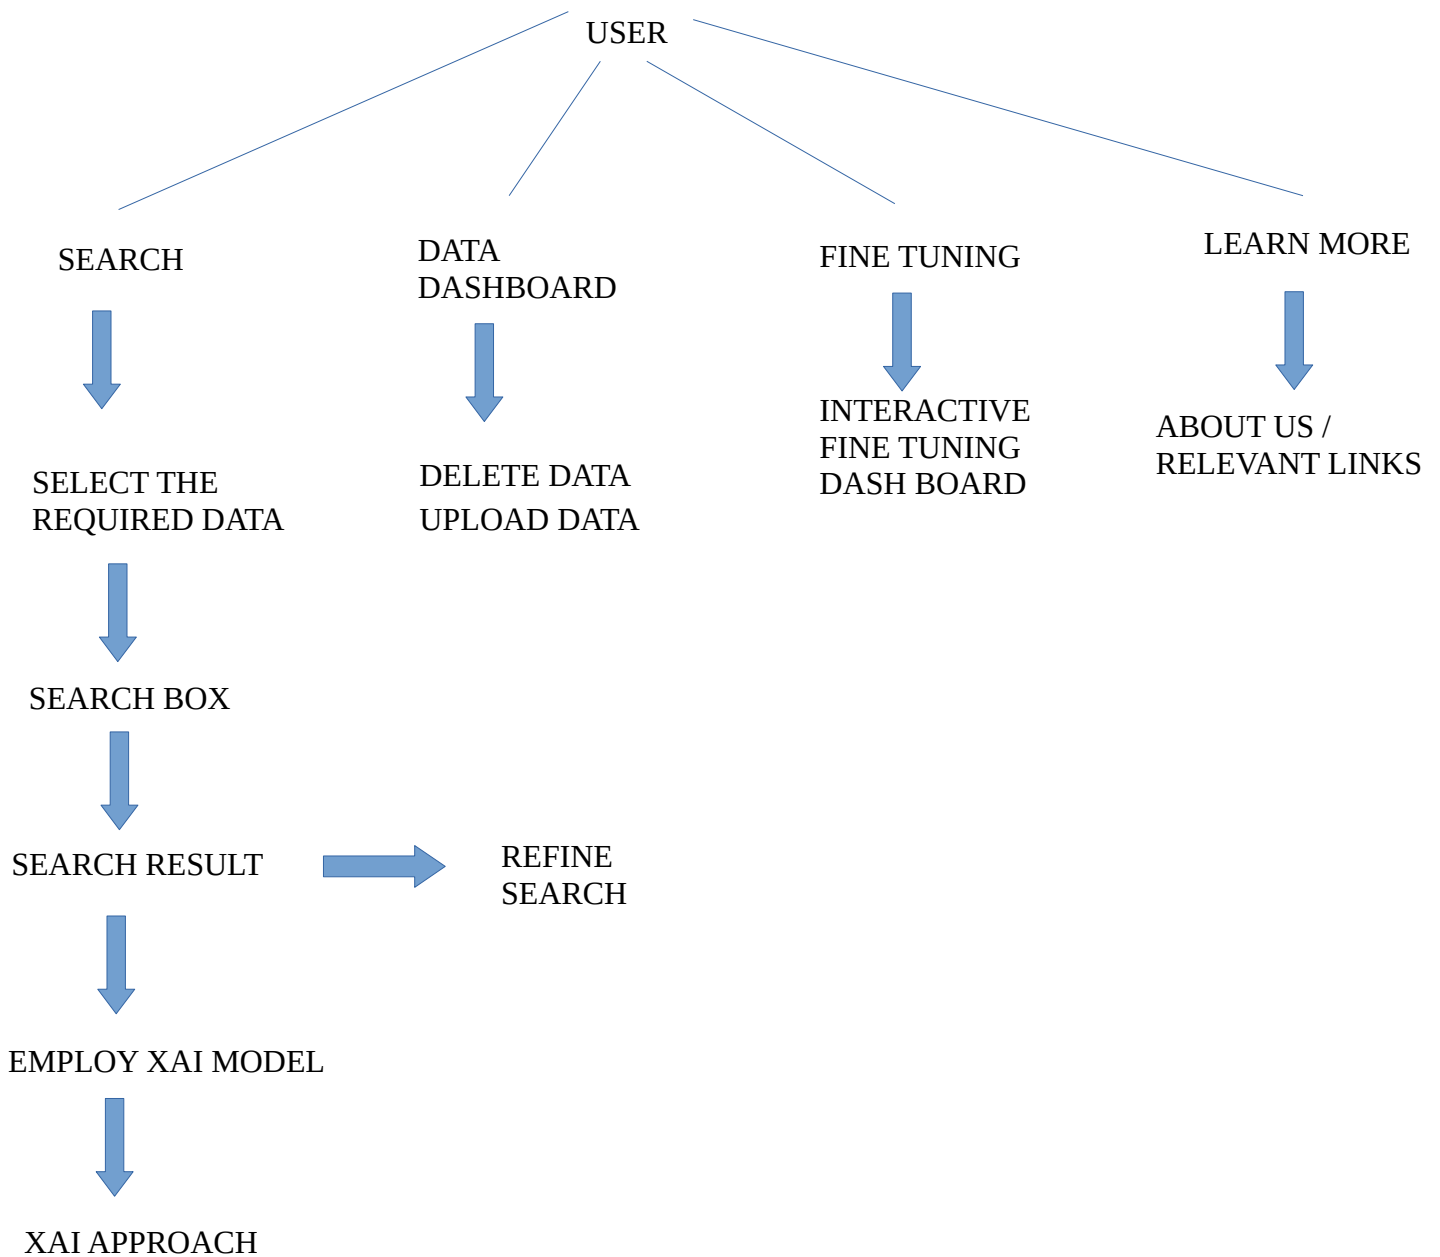 USER
SEARCH
DATA
DASHBOARD
FINE TUNING
LEARN MORE
SELECT THE
REQUIRED DATA
DELETE DATA
UPLOAD DATA
INTERACTIVE
FINE TUNING
DASH BOARD
ABOUT US /
RELEVANT LINKS
SEARCH BOX
SEARCH RESULT
REFINE
SEARCH
EMPLOY XAI MODEL
XAI APPROACH